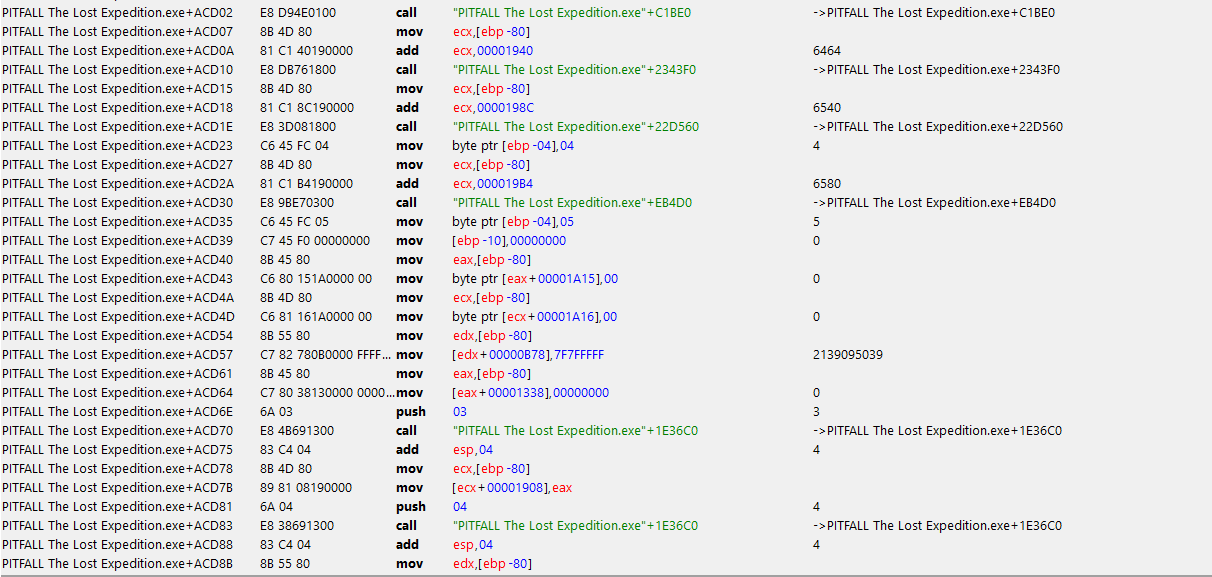 PITFALL The Lost Expedition.exe+ACD02 E8 D94E0100 call "PITFALL The Lost Expedition.exe"+C1BE0 ->PITFALL The Lost Expedition.exe+C1BE0
PITFALL The Lost Expedition.exe+ACD07 8B 4D 80 mov ecx,[ebp-80]
PITFALL The Lost Expedition.exe+ACD0A 81 C1 40190000 add ecx,00001940 6464
PITFALL The Lost Expedition.exe+ACD10 E8 DB761800 call "PITFALL The Lost Expedition.exe"+2343F0 ->PITFALL The Lost Expedition.exe+2343F0
PITFALL The Lost Expedition.exe+ACD15 8B 4D 80 mov ecx,[ebp-80]
PITFALL The Lost Expedition.exe+ACD18 81 C1 8C190000 add ecx,0000198C 6540
PITFALL The Lost Expedition.exe+ACD1E E8 3D081800 call "PITFALL The Lost Expedition.exe"+22D560 ->PITFALL The Lost Expedition.exe+22D560
PITFALL The Lost Expedition.exe+ACD23 C6 45 FC 04 mov byte ptr [ebp-04],04 4
PITFALL The Lost Expedition.exe+ACD27 8B 4D 80 mov ecx,[ebp-80]
PITFALL The Lost Expedition.exe+ACD2A 81 C1 B4190000 add ecx,000019B4 6580
PITFALL The Lost Expedition.exe+ACD30 E8 9BE70300 call "PITFALL The Lost Expedition.exe"+EB4D0 ->PITFALL The Lost Expedition.exe+EB4D0
PITFALL The Lost Expedition.exe+ACD35 C6 45 FC 05 mov byte ptr [ebp-04],05 5
PITFALL The Lost Expedition.exe+ACD39 C7 45 F0 00000000 mov [ebp-10],00000000 0
PITFALL The Lost Expedition.exe+ACD40 8B 45 80 mov eax,[ebp-80]
PITFALL The Lost Expedition.exe+ACD43 C6 80 151A0000 00 mov byte ptr [eax+00001A15],00 0
PITFALL The Lost Expedition.exe+ACD4A 8B 4D 80 mov ecx,[ebp-80]
PITFALL The Lost Expedition.exe+ACD4D C6 81 161A0000 00 mov byte ptr [ecx+00001A16],00 0
PITFALL The Lost Expedition.exe+ACD54 8B 55 80 mov edx,[ebp-80]
PITFALL The Lost Expedition.exe+ACD57 C7 82 780B0000 FFFF... mov [edx+00000B78],7F7FFFFF 2139095039
PITFALL The Lost Expedition.exe+ACD61 8B 45 80 mov eax,[ebp-80]
PITFALL The Lost Expedition.exe+ACD64 C7 80 38130000 0000... mov [eax+00001338],00000000 0
PITFALL The Lost Expedition.exe+ACD6E 6A 03 push 03 3
PITFALL The Lost Expedition.exe+ACD70 E8 4B691300 call "PITFALL The Lost Expedition.exe"+1E36C0 ->PITFALL The Lost Expedition.exe+1E36C0
PITFALL The Lost Expedition.exe+ACD75 83 C4 04 add esp,04 4
PITFALL The Lost Expedition.exe+ACD78 8B 4D 80 mov ecx,[ebp-80]
PITFALL The Lost Expedition.exe+ACD7B 89 81 08190000 mov [ecx+00001908],eax
PITFALL The Lost Expedition.exe+ACD81 6A 04 push 04 4
PITFALL The Lost Expedition.exe+ACD83 E8 38691300 call "PITFALL The Lost Expedition.exe"+1E36C0 ->PITFALL The Lost Expedition.exe+1E36C0
PITFALL The Lost Expedition.exe+ACD88 83 C4 04 add esp,04 4
PITFALL The Lost Expedition.exe+ACD8B 8B 55 80 mov edx,[ebp-80]